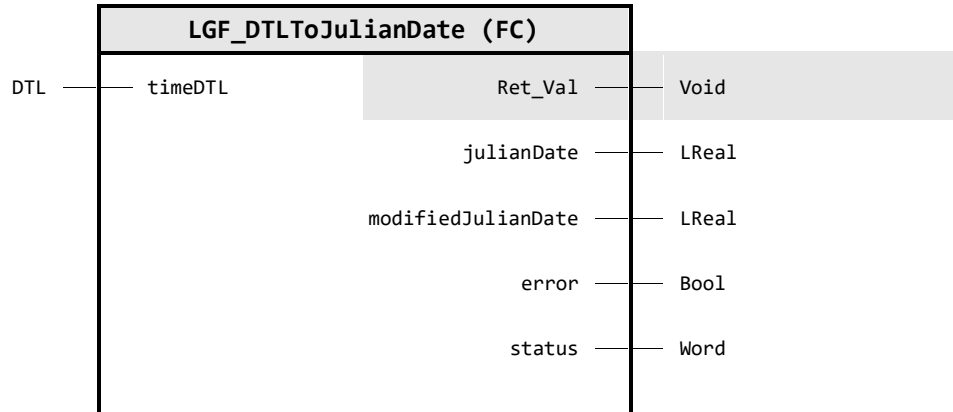 LGF_DTLToJulianDate (FC)
DTL timeDTL Ret_Val Void
julianDate LReal
modifiedJulianDate LReal
error Bool
status Word